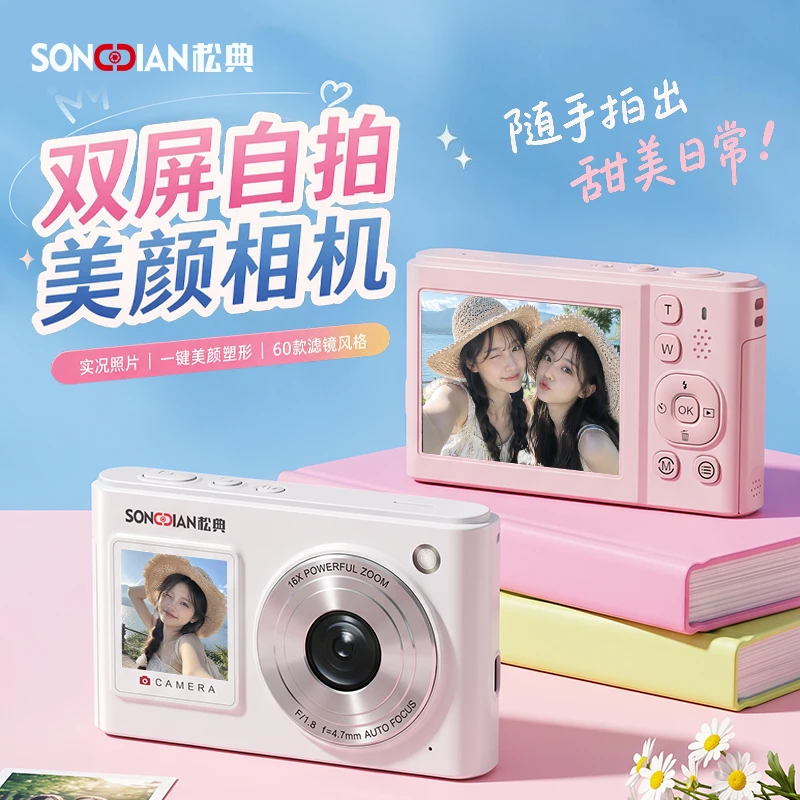 SONGDIAN松典
双屏自拍
美颜相机
实况照片 | 一键美颜塑形 | 60款滤镜风格
随手拍出
甜美日常!
T
W
OK
M
SONGDIAN松典
16X POWERFUL ZOOM
CAMERA
F/1.8 f=4.7mm AUTO FOCUS